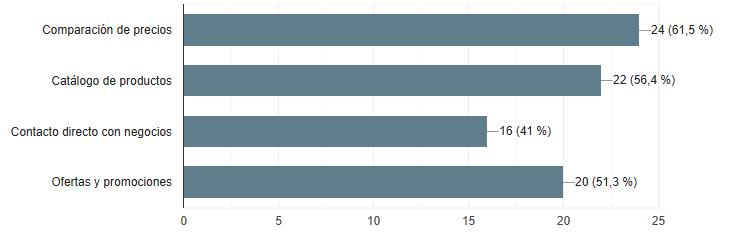 Comparación de precios
24 (61,5 %)
Catálogo de productos
22 (56,4 %)
Contacto directo con negocios
16 (41 %)
Ofertas y promociones
20 (51,3 %)
0 5 10 15 20 25